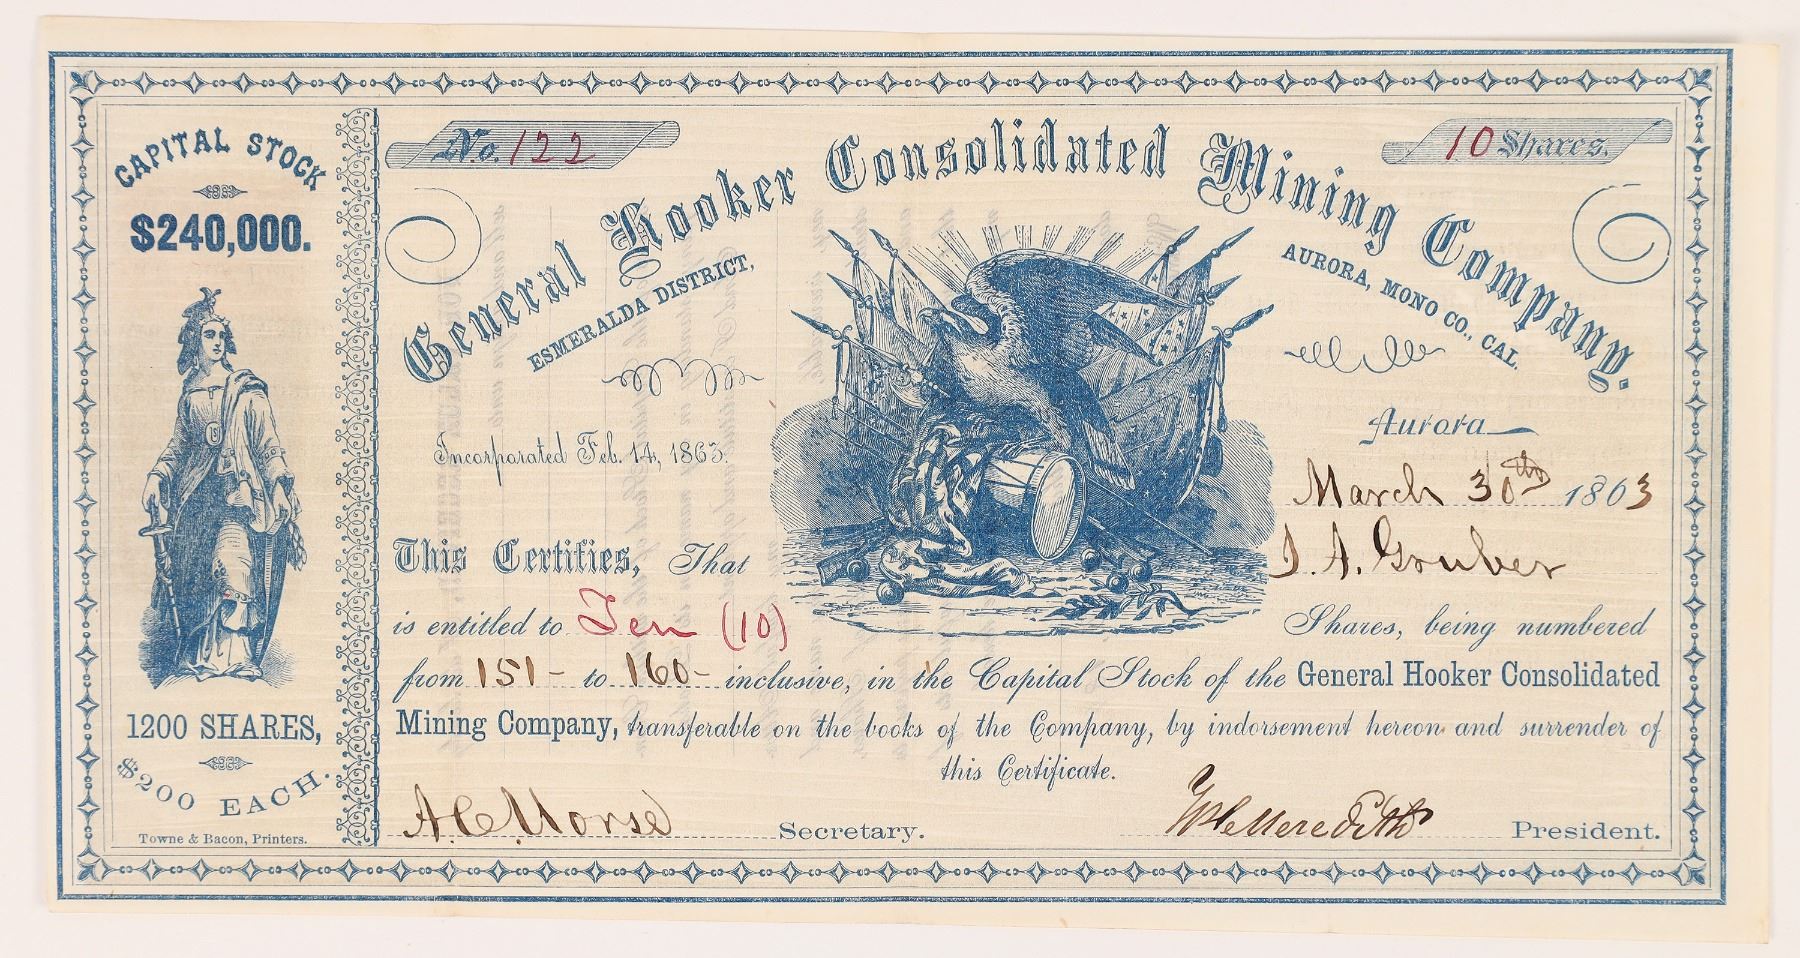 CAPITAL STOCK
$240,000.
1200 SHARES,
$200 EACH.
Towne & Bacon, Printers.
No. 122
10 Shares.
General Hooker Consolidated Mining Company.
ESMERALDA DISTRICT,
AURORA, MONO CO., CAL.
Incorporated Feb. 14, 1863.
Aurora
March 30th 1863
This Certifies, That J. A. Gruber
is entitled to Ten (10) Shares, being numbered
from 151- to 160- inclusive, in the Capital Stock of the General Hooker Consolidated
Mining Company, transferable on the books of the Company, by indorsement hereon and surrender of
this Certificate.
A C Morse Secretary.
Meredith President.